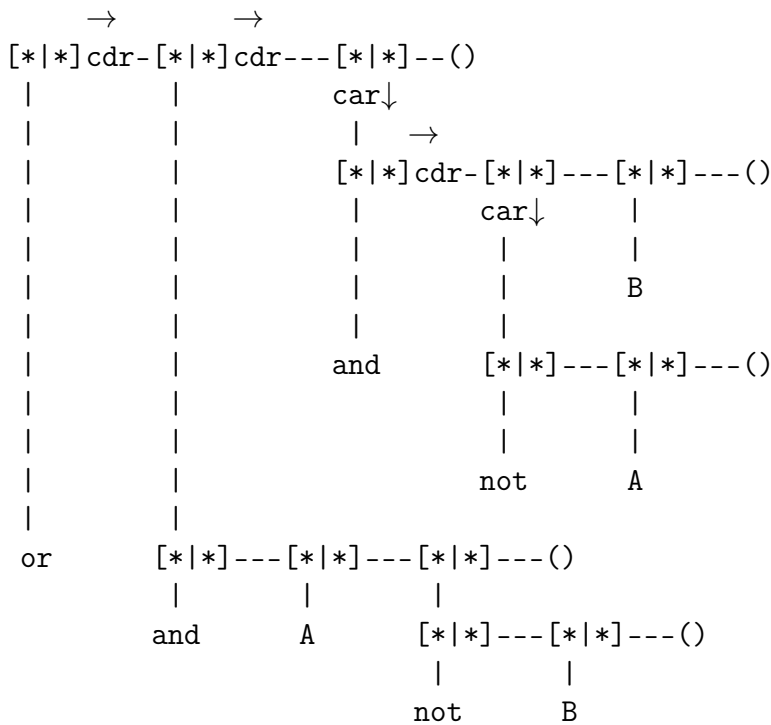 →           →
[*|*]cdr-[*|*]cdr---[*|*]--()
 |         |         car↓
 |         |          |   →
 |         |         [*|*]cdr-[*|*]---[*|*]---()
 |         |          |       car↓      |
 |         |          |        |        |
 |         |          |        |        B
 |         |          |        |
 |         |         and      [*|*]---[*|*]---()
 |         |                   |        |
 |         |                   |        |
 |         |                  not       A
 |         |
 or       [*|*]---[*|*]---[*|*]---()
           |       |       |
          and      A      [*|*]---[*|*]---()
                           |       |
                          not      B